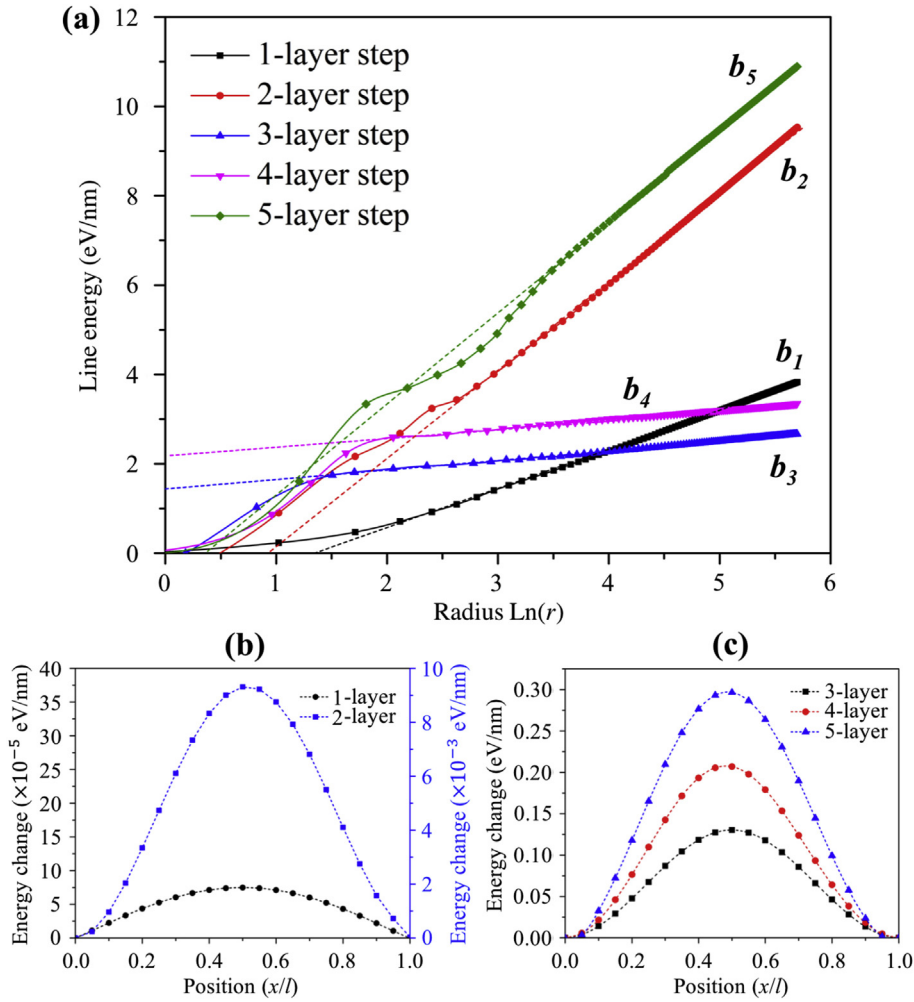 (a)
12
10
8
6
4
2
0
Line energy (eV/nm)
1-layer step
2-layer step
3-layer step
4-layer step
5-layer step
b5
b2
b1
b4
b3
0 1 2 3 4 5 6
Radius Ln(r)
(b)
40
35
30
25
20
15
10
5
0
Energy change (×10⁻⁵ eV/nm)
1-layer
2-layer
10
8
6
4
2
0
Energy change (×10⁻³ eV/nm)
0.0 0.2 0.4 0.6 0.8 1.0
Position (x/l)
(c)
0.30
0.25
0.20
0.15
0.10
0.05
0.00
Energy change (eV/nm)
3-layer
4-layer
5-layer
0.0 0.2 0.4 0.6 0.8 1.0
Position (x/l)